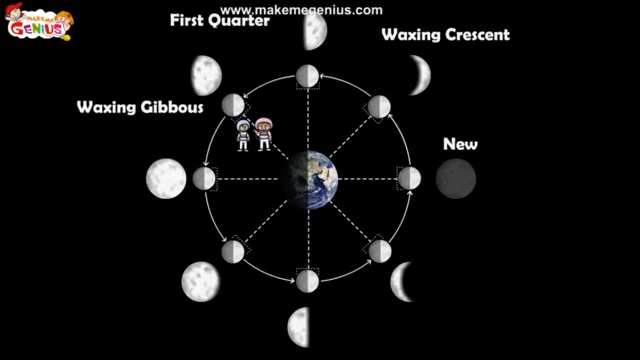 www.makemegenius.com
MAKE ME
GENIUS
First Quarter
Waxing Crescent
Waxing Gibbous
New